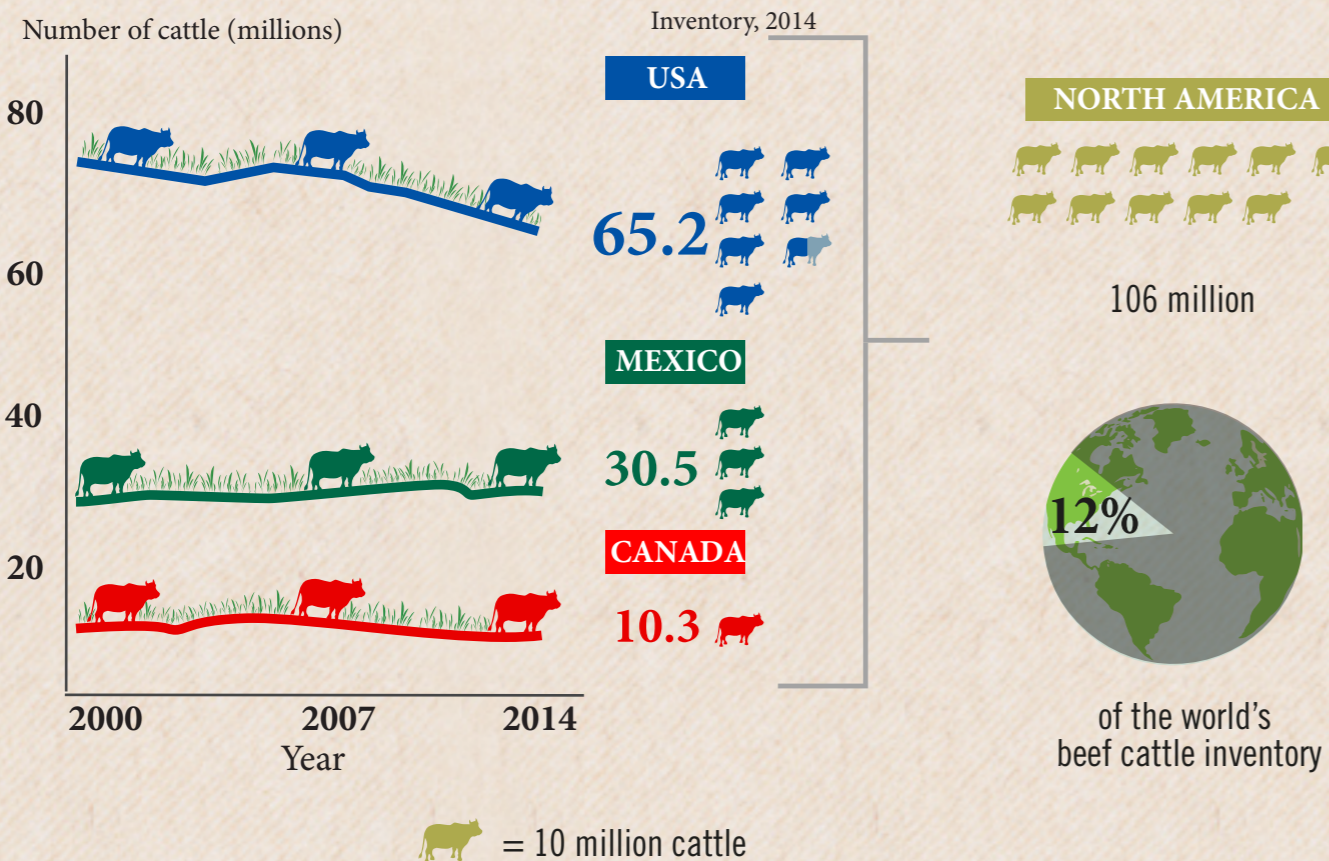 Number of cattle (millions)
80
60
40
20
2000
2007
2014
Year
Inventory, 2014
USA
65.2
MEXICO
30.5
CANADA
10.3
NORTH AMERICA
106 million
12%
of the world’s
beef cattle inventory
= 10 million cattle